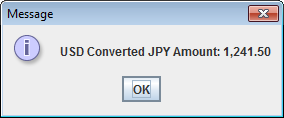 Message
USD Converted JPY Amount: 1,241.50
OK